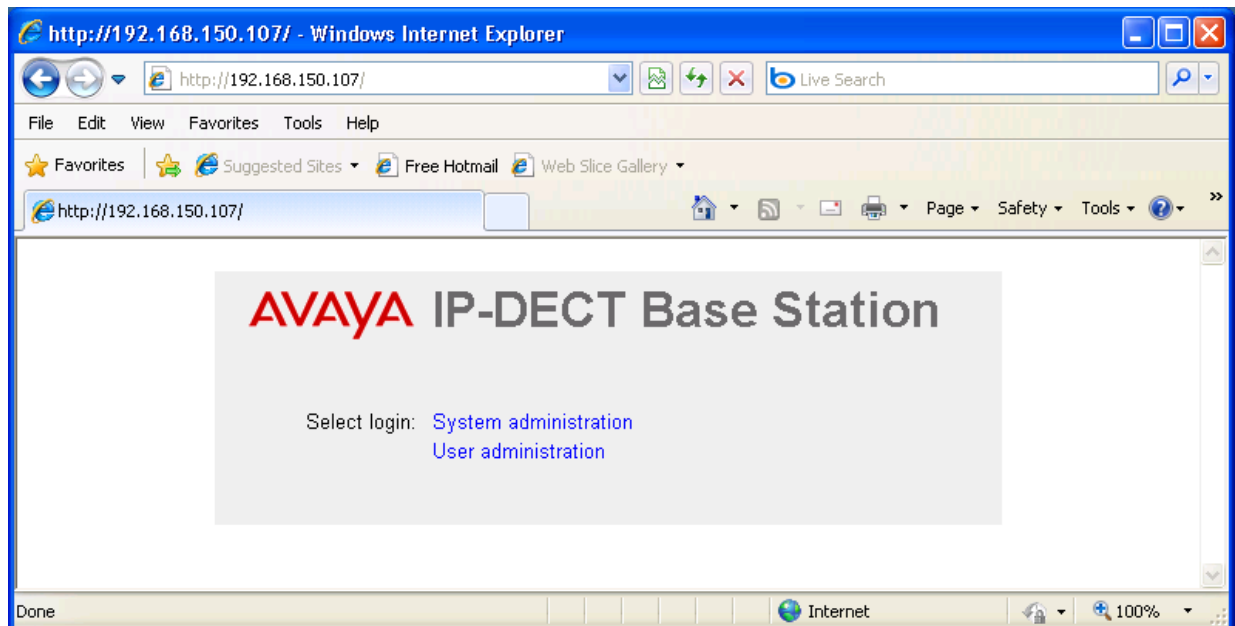 http://192.168.150.107/ - Windows Internet Explorer
http://192.168.150.107/ Live Search
File Edit View Favorites Tools Help
Favorites Suggested Sites Free Hotmail Web Slice Gallery
http://192.168.150.107/ Page Safety Tools »
AVAYA IP-DECT Base Station
Select login: System administration
User administration
Done Internet 100%